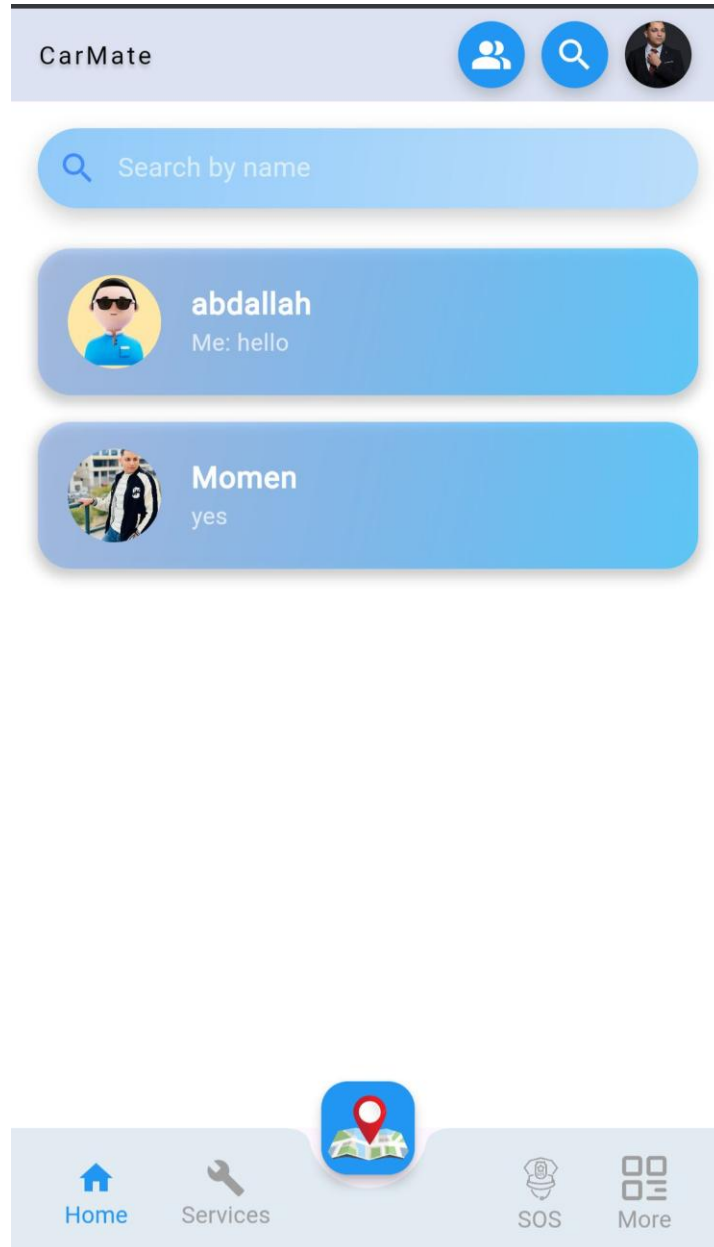 CarMate
Search by name
abdallah
Me: hello
Momen
yes
Home
Services
SOS
More